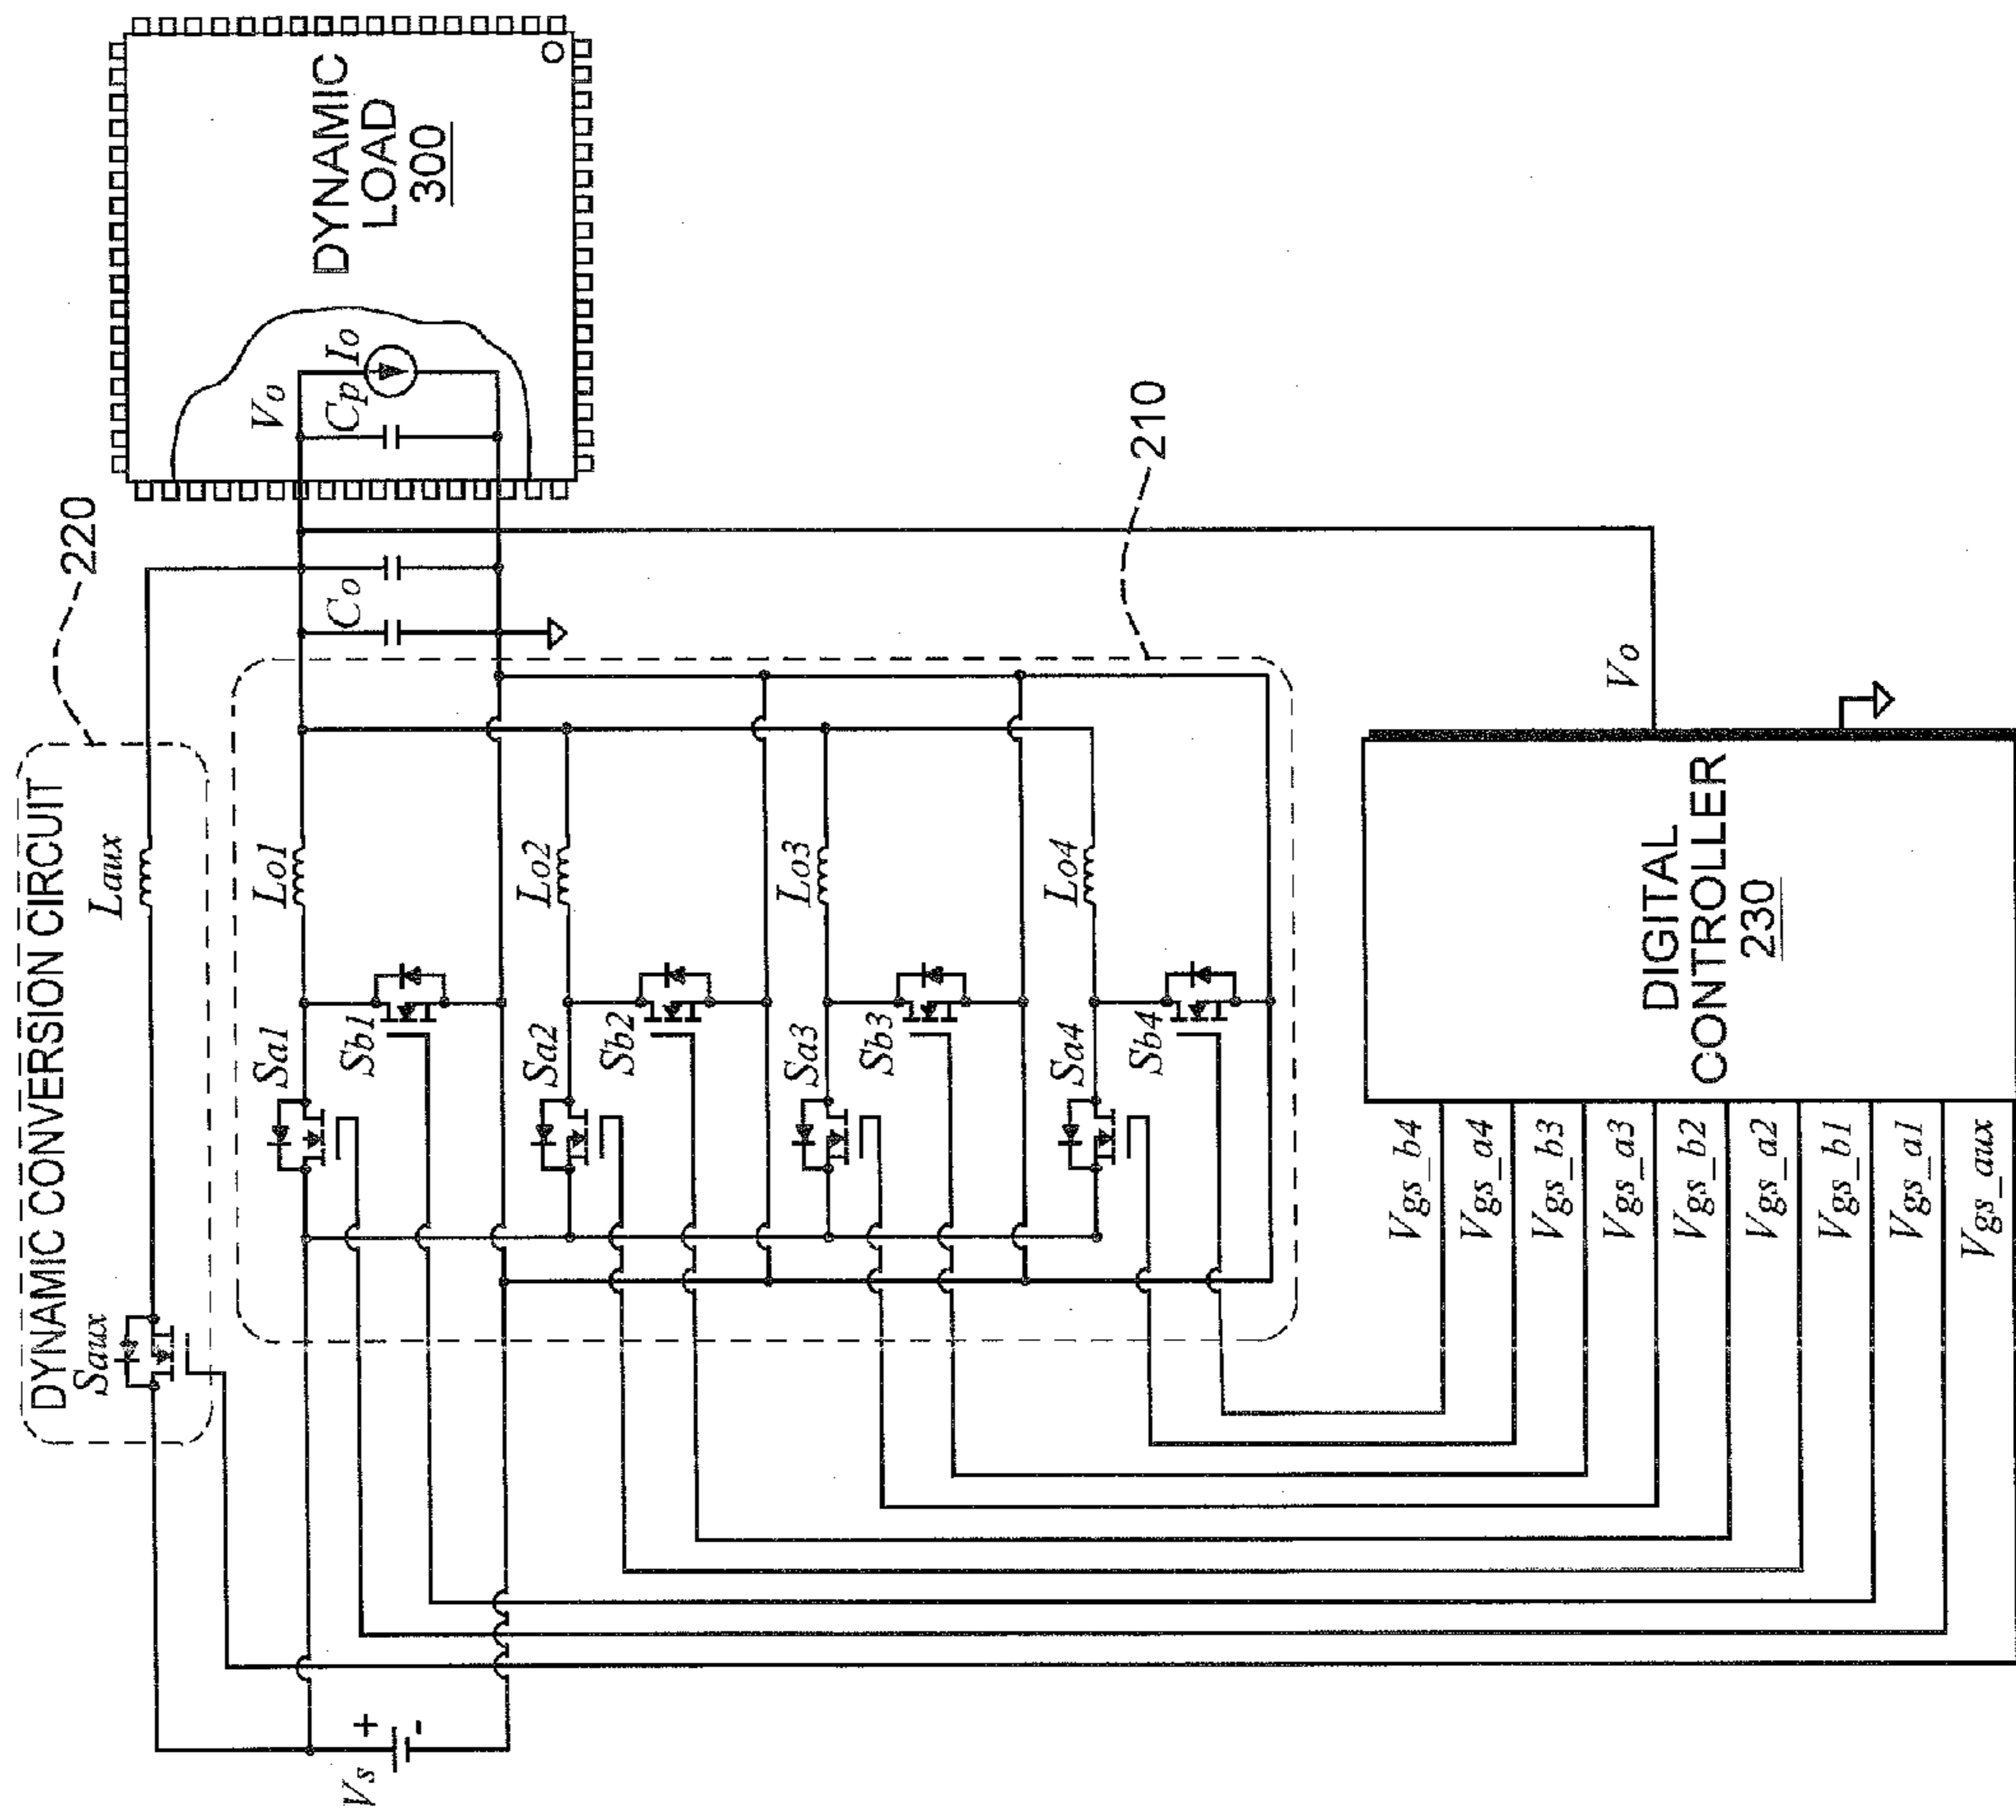 DYNAMIC CONVERSION CIRCUIT
220
Saux
Laux
DYNAMIC
LOAD
300
Vo
Cp
Io
Co
210
Vs
+
-
Sa1
Lo1
Sb1
Sa2
Lo2
Sb2
Sa3
Lo3
Sb3
Sa4
Lo4
Sb4
Vgs_b4
Vgs_a4
Vgs_b3
Vgs_a3
Vgs_b2
Vgs_a2
Vgs_b1
Vgs_a1
Vgs_aux
DIGITAL
CONTROLLER
230
Vo